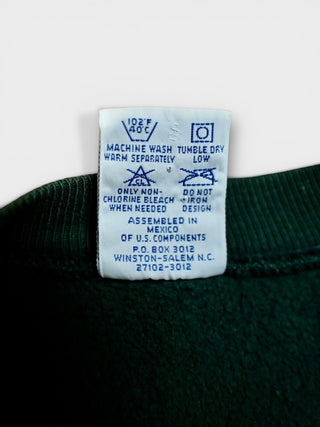 102°F
40°C
MACHINE WASH
WARM SEPARATELY
TUMBLE DRY
LOW
CL
ONLY NON-
CHLORINE BLEACH
WHEN NEEDED
DO NOT
IRON
DESIGN
ASSEMBLED IN
MEXICO
OF U.S. COMPONENTS
P.O. BOX 3012
WINSTON-SALEM N.C.
27102-3012